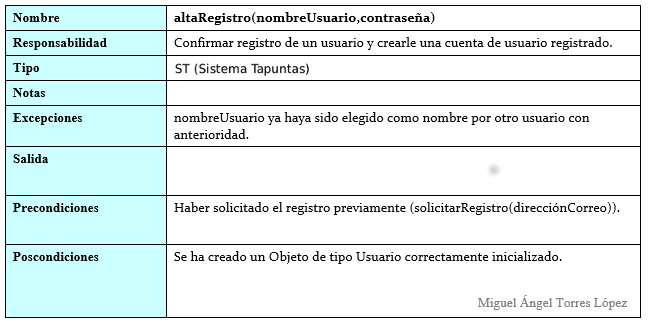 Nombre altaRegistro(nombreUsuario,contraseña)
Responsabilidad Confirmar registro de un usuario y crearle una cuenta de usuario registrado.
Tipo ST (Sistema Tapuntas)
Notas
Excepciones nombreUsuario ya haya sido elegido como nombre por otro usuario con
anterioridad.
Salida
Precondiciones Haber solicitado el registro previamente (solicitarRegistro(direcciónCorreo)).
Poscondiciones Se ha creado un Objeto de tipo Usuario correctamente inicializado.
Miguel Ángel Torres López